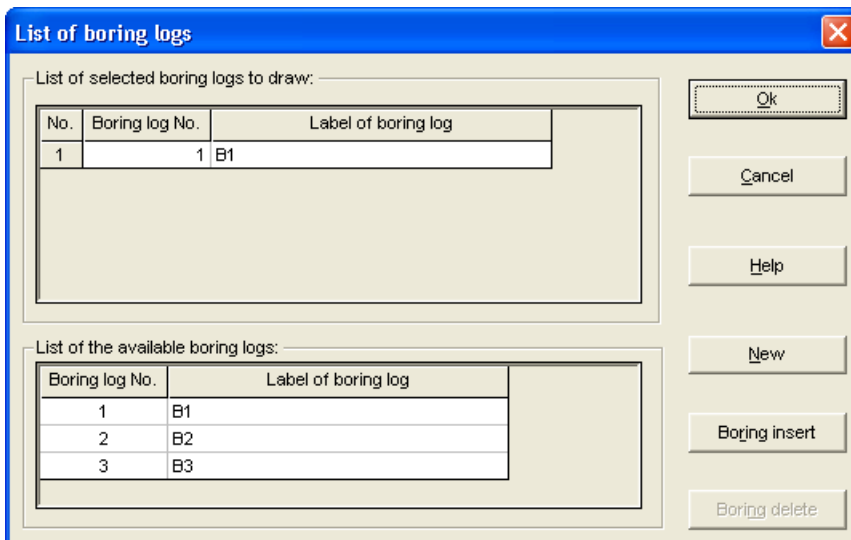 List of boring logs
List of selected boring logs to draw:
No. Boring log No. Label of boring log
1 1 B1
List of the available boring logs:
Boring log No. Label of boring log
1 B1
2 B2
3 B3
Ok
Cancel
Help
New
Boring insert
Boring delete